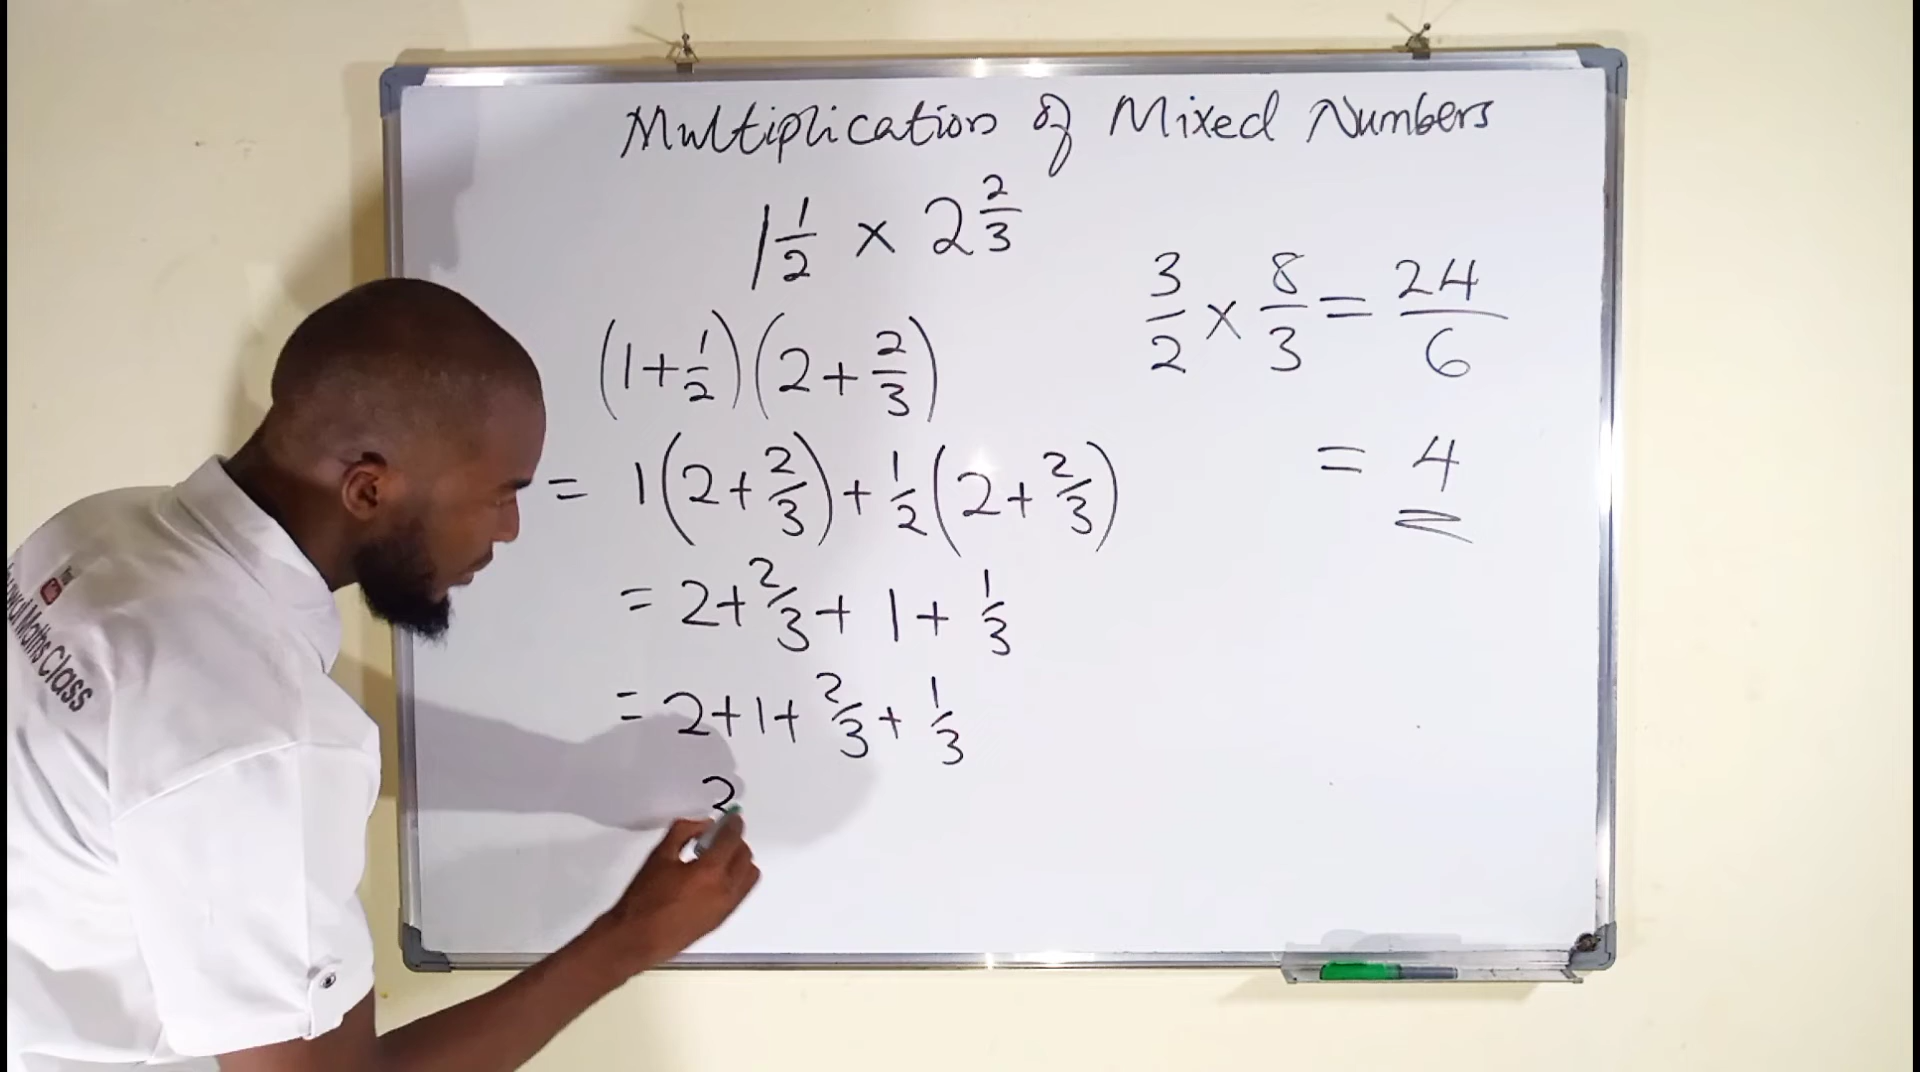 Multiplication of Mixed Numbers
1 1/2 × 2 2/3
(1+1/2)(2+2/3)
= 1(2+2/3)+1/2(2+2/3)
= 2+2/3+1+1/3
= 2+1+2/3+1/3
3/2 × 8/3 = 24/6
= 4
Maths Class